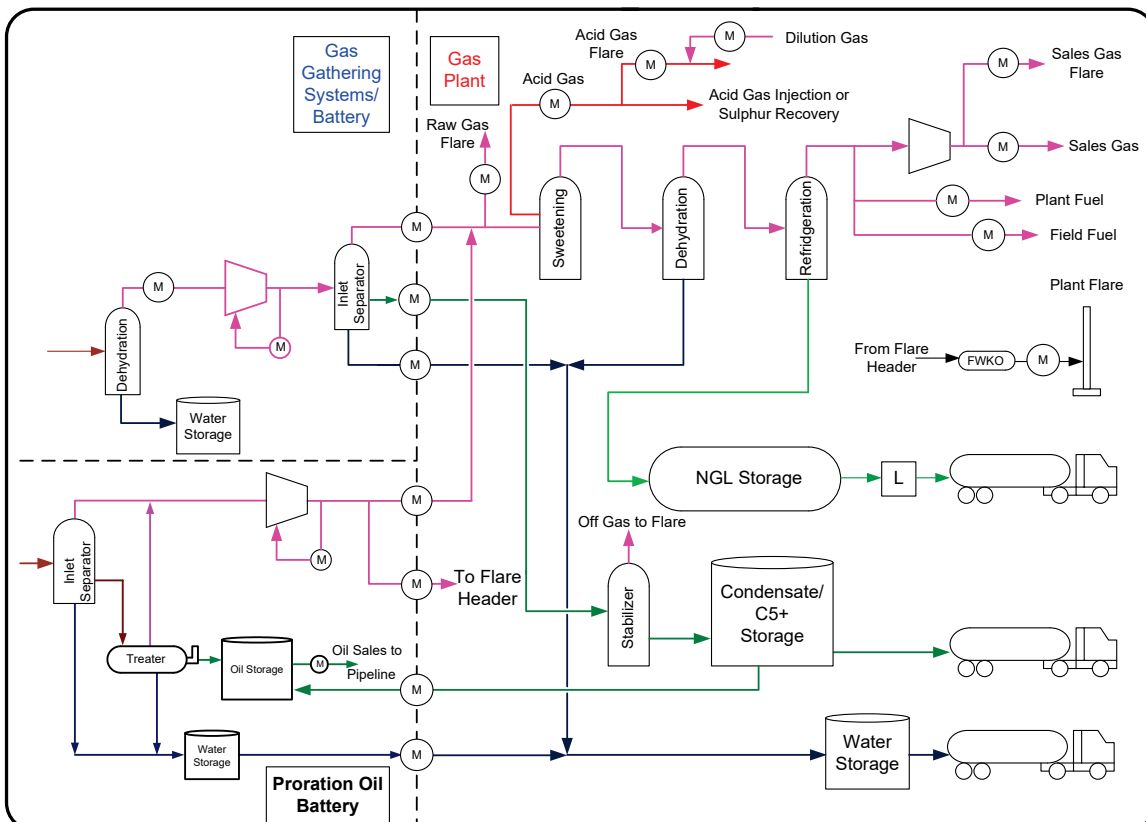 Gas
Gathering
Systems/
Battery
Gas
Plant
Acid Gas
Flare
M
Dilution Gas
M
Acid Gas
M
Acid Gas Injection or
Sulphur Recovery
Raw Gas
Flare
M
M
Sales Gas
Flare
M
Sales Gas
M
Plant Fuel
M
Field Fuel
Sweetening
Dehydration
Refridgeration
M
Inlet
Separator
M
M
M
M
Dehydration
Water
Storage
Plant Flare
From Flare
Header
FWKO
M
NGL Storage
L
Inlet
Separator
M
M
M
To Flare
Header
Off Gas to Flare
Stabilizer
Condensate/
C5+
Storage
Treater
Oil Storage
M
Oil Sales to
Pipeline
M
Water
Storage
M
Water
Storage
Proration Oil
Battery